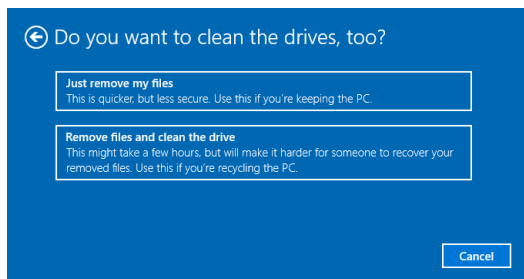 Do you want to clean the drives, too?
Just remove my files
This is quicker, but less secure. Use this if you're keeping the PC.
Remove files and clean the drive
This might take a few hours, but will make it harder for someone to recover your
removed files. Use this if you're recycling the PC.
Cancel